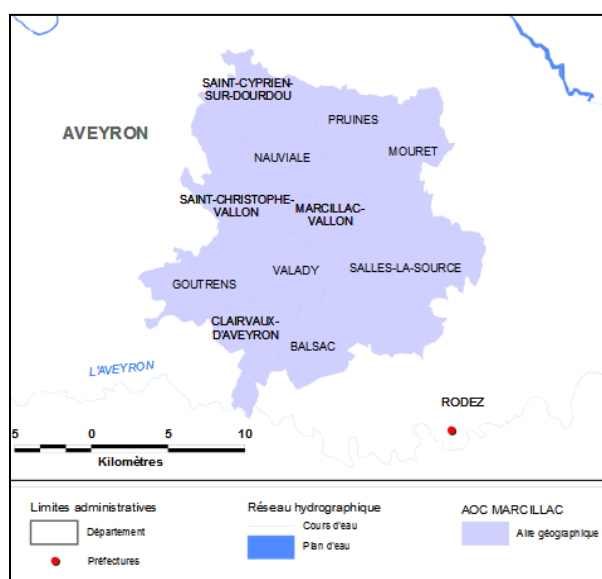 SAINT-CYPRIEN-
SUR-DOURDOU
PRUINES
AVEYRON
MOURET
NAUVIALE
SAINT-CHRISTOPHE-
VALLON
MARCILLAC-
VALLON
VALADY
SALLES-LA-SOURCE
GOUTRENS
CLAIRVAUX-
D'AVEYRON
BALSAC
L'AVEYRON
RODEZ
5 0 5 10
Kilomètres
Limites administratives
Département
Préfectures
Réseau hydrographique
Cours d'eau
Plan d'eau
AOC MARCILLAC
Aire géographique